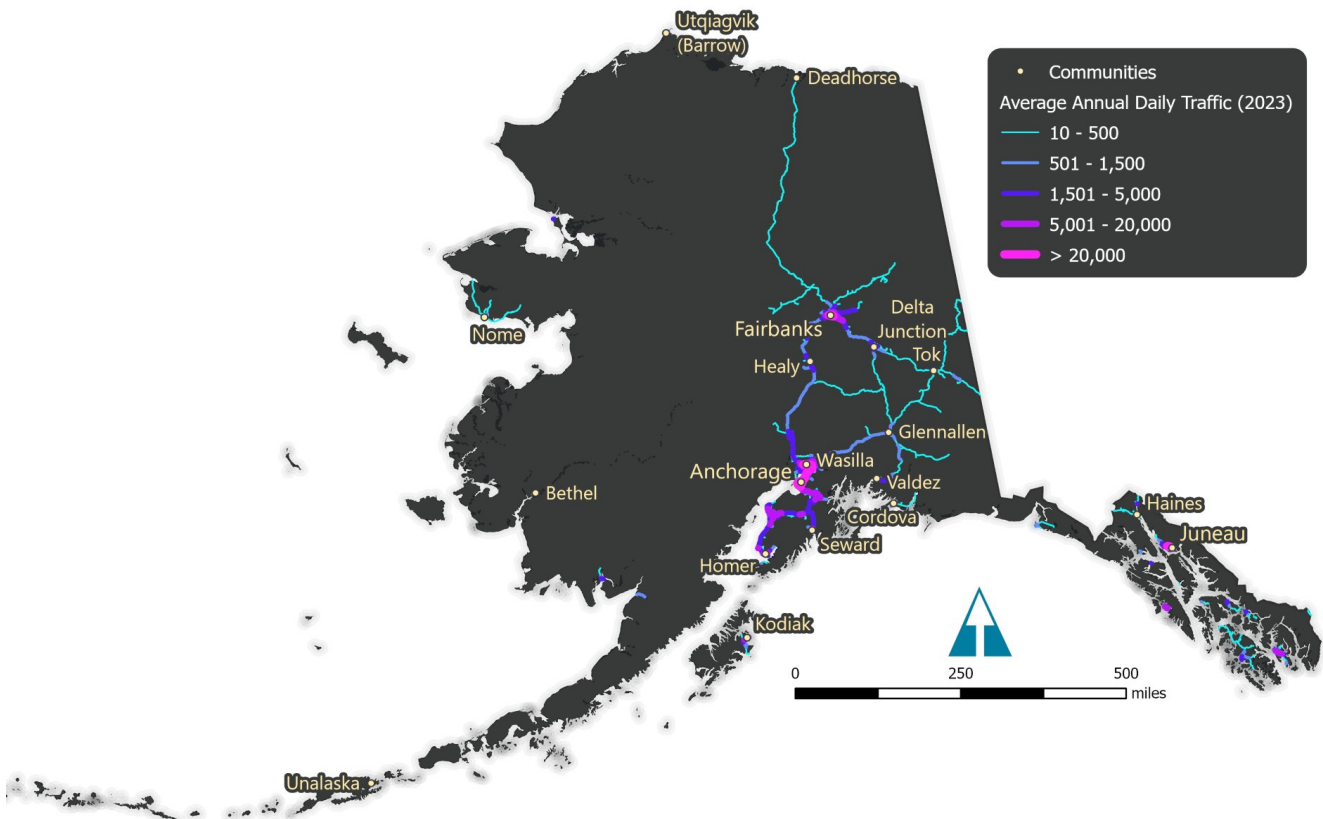 Utqiagvik
(Barrow)
Deadhorse
Communities
Average Annual Daily Traffic (2023)
10 - 500
501 - 1,500
1,501 - 5,000
5,001 - 20,000
> 20,000
Nome
Fairbanks
Delta
Junction
Tok
Healy
Glennallen
Wasilla
Anchorage
Valdez
Bethel
Cordova
Seward
Homer
Haines
Juneau
Kodiak
0
250
500
miles
Unalaska